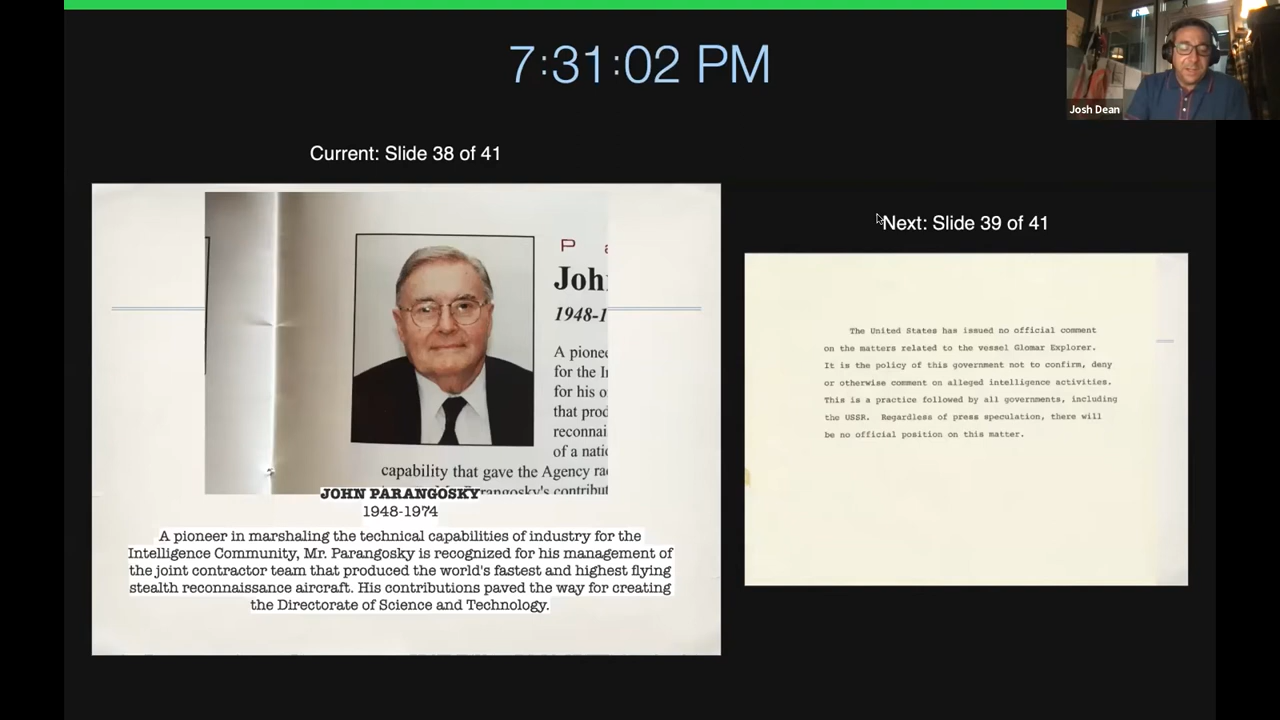 7:31:02 PM
Josh Dean
Current: Slide 38 of 41
P
Joh
1948-1
A pionee
for the I
for his o
that prod
reconnai
of a natio
capability that gave the Agency ra
Parangosky's contribut
JOHN PARANGOSKY
1948-1974
A pioneer in marshaling the technical capabilities of industry for the
Intelligence Community, Mr. Parangosky is recognized for his management of
the joint contractor team that produced the world's fastest and highest flying
stealth reconnaissance aircraft. His contributions paved the way for creating
the Directorate of Science and Technology.
Next: Slide 39 of 41
The United States has issued no official comment
on the matters related to the vessel Glomar Explorer.
It is the policy of this government not to confirm, deny
or otherwise comment on alleged intelligence activities.
This is a practice followed by all governments, including
the USSR. Regardless of press speculation, there will
be no official position on this matter.